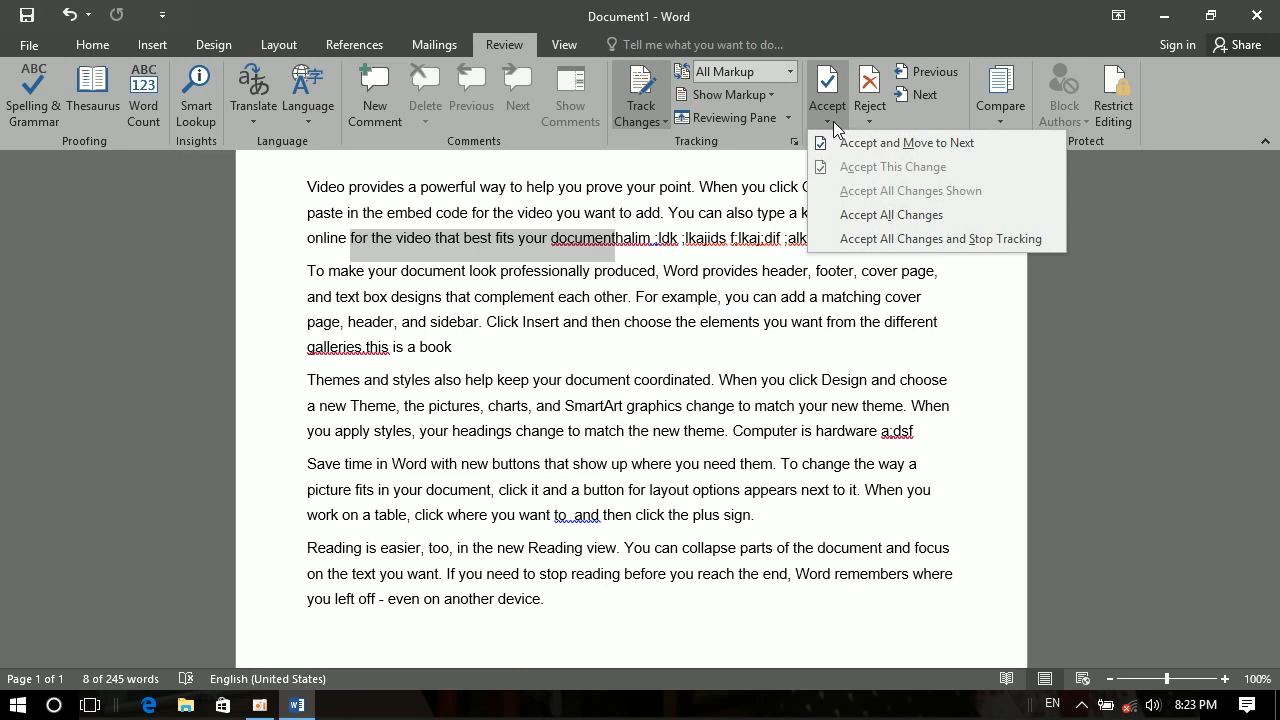 Document1 - Word
File Home Insert Design Layout References Mailings Review View Tell me what you want to do... Sign in Share
ABC
Spelling &
Grammar
Thesaurus
ABC
123
Word
Count
Proofing
Smart
Lookup
Insights
Translate
Language
Language
New
Comment
Delete
Previous
Next
Show
Comments
Comments
Track
Changes
All Markup
Show Markup
Reviewing Pane
Tracking
Accept
Reject
Previous
Next
Compare
Block
Authors
Restrict
Editing
Protect
Accept and Move to Next
Accept This Change
Accept All Changes Shown
Accept All Changes
Accept All Changes and Stop Tracking
Video provides a powerful way to help you prove your point. When you click
paste in the embed code for the video you want to add. You can also type a
online for the video that best fits your documenthalim ;ldk ;lkajjds f;lkaj;dif ;alk
To make your document look professionally produced, Word provides header, footer, cover page,
and text box designs that complement each other. For example, you can add a matching cover
page, header, and sidebar. Click Insert and then choose the elements you want from the different
galleries.this is a book
Themes and styles also help keep your document coordinated. When you click Design and choose
a new Theme, the pictures, charts, and SmartArt graphics change to match your new theme. When
you apply styles, your headings change to match the new theme. Computer is hardware a;dsf
Save time in Word with new buttons that show up where you need them. To change the way a
picture fits in your document, click it and a button for layout options appears next to it. When you
work on a table, click where you want to  and then click the plus sign.
Reading is easier, too, in the new Reading view. You can collapse parts of the document and focus
on the text you want. If you need to stop reading before you reach the end, Word remembers where
you left off - even on another device.
Page 1 of 1 8 of 245 words English (United States) 100%
EN 8:23 PM